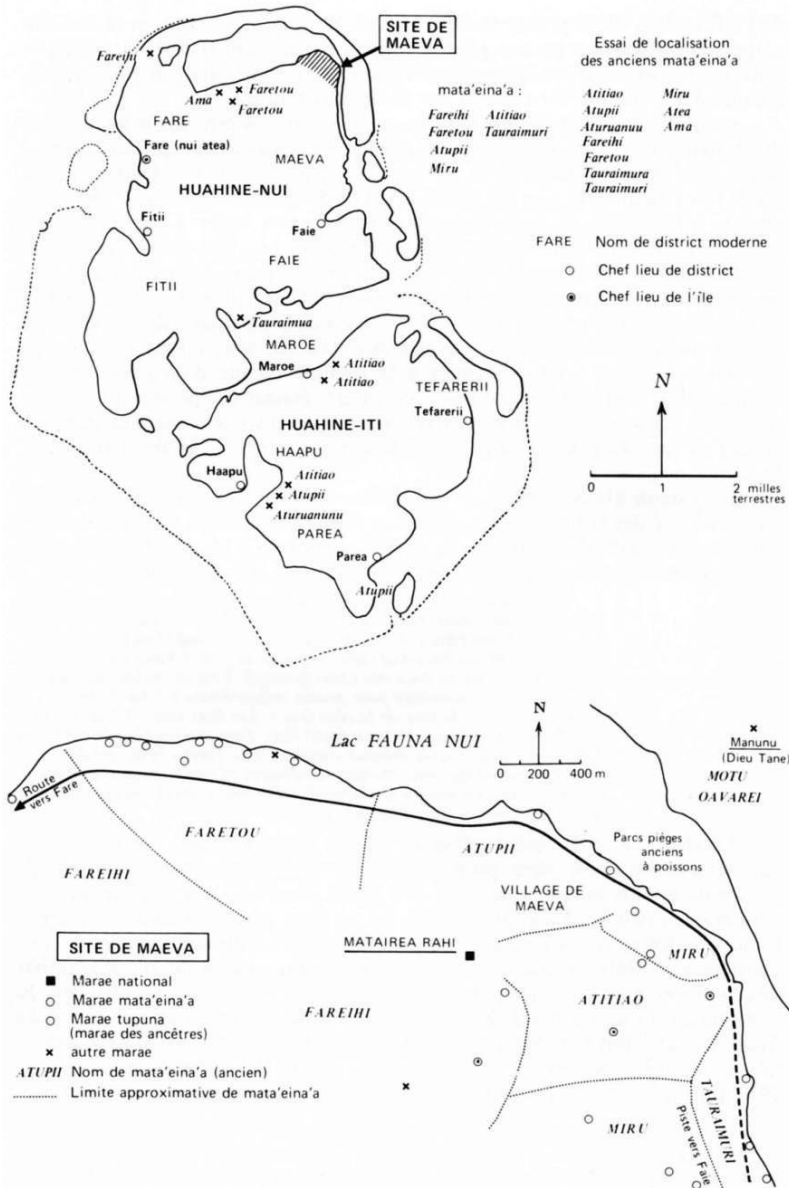 SITE DE
MAEVA
Essai de localisation
des anciens mata'eina'a
mata'eina'a :
Fareihi Atitiao
Faretou Tauraimuri
Atupii
Miru
Atitiao Miru
Atupii Atea
Aturuanuu Ama
Fareihi
Faretou
Tauraimura
Tauraimuri
FARE Nom de district moderne
Chef lieu de district
Chef lieu de l'île
N
0 1 2 milles
terrestres
Fareihi
Faretou
Ama
Faretou
FARE
Fare (nui atea)
MAEVA
HUAHINE-NUI
Fitii
Faie
FAIE
FITII
Tauraimua
MAROE
Maroe
Atitiao
Atitiao
TEFARERII
Tefarerii
HUAHINE-ITI
HAAPU
Haapu
Atitiao
Atupii
Aturuanunu
PAREA
Parea
Atupii
Lac FAUNA NUI
N
0 200 400 m
Manunu
(Dieu Tane)
MOTU
OAVAREI
Route
vers Fare
FARETOU
FAREIHI
ATUPII
Parcs pièges
anciens
à poissons
VILLAGE DE
MAEVA
MATAIREA RAHI
MIRU
ATITIAO
FAREIHI
MIRU
TAURAIMURI
Piste vers Faie
SITE DE MAEVA
Marae national
Marae mata'eina'a
Marae tupuna
(marae des ancêtres)
autre marae
ATUPII Nom de mata'eina'a (ancien)
Limite approximative de mata'eina'a